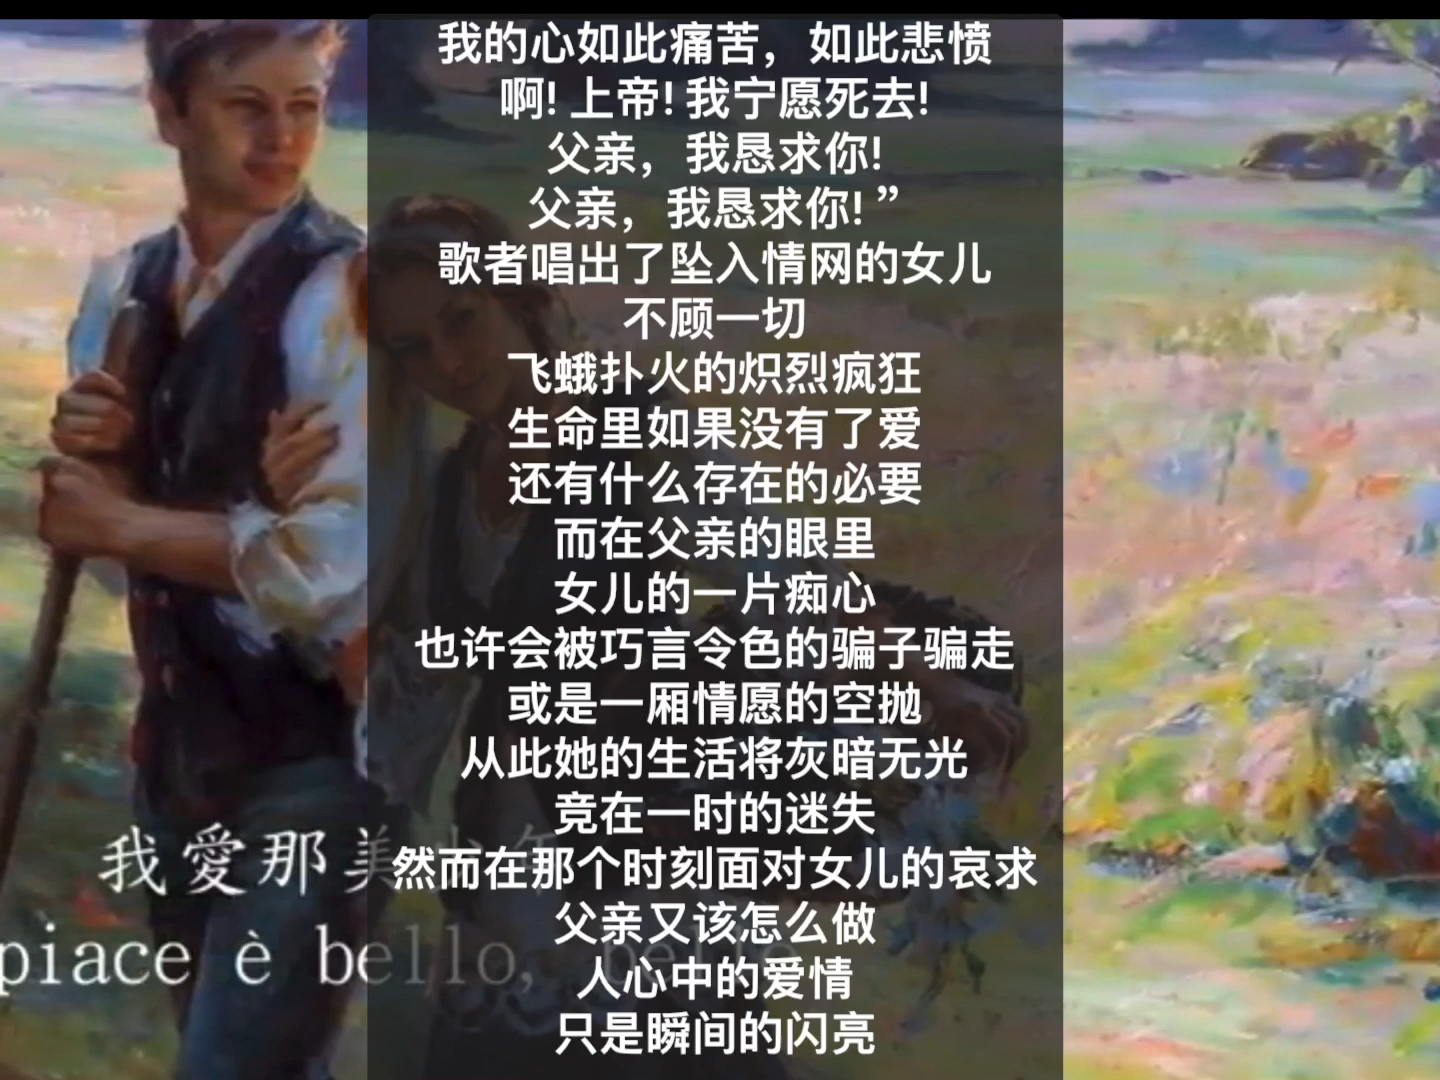 我的心如此痛苦，如此悲愤
啊! 上帝! 我宁愿死去!
父亲，我恳求你!
父亲，我恳求你! ”
歌者唱出了坠入情网的女儿
不顾一切
飞蛾扑火的炽烈疯狂
生命里如果没有了爱
还有什么存在的必要
而在父亲的眼里
女儿的一片痴心
也许会被巧言令色的骗子骗走
或是一厢情愿的空抛
从此她的生活将灰暗无光
竞在一时的迷失
然而在那个时刻面对女儿的哀求
父亲又该怎么做
人心中的爱情
只是瞬间的闪亮
我愛那美少年
piace è bello, bello